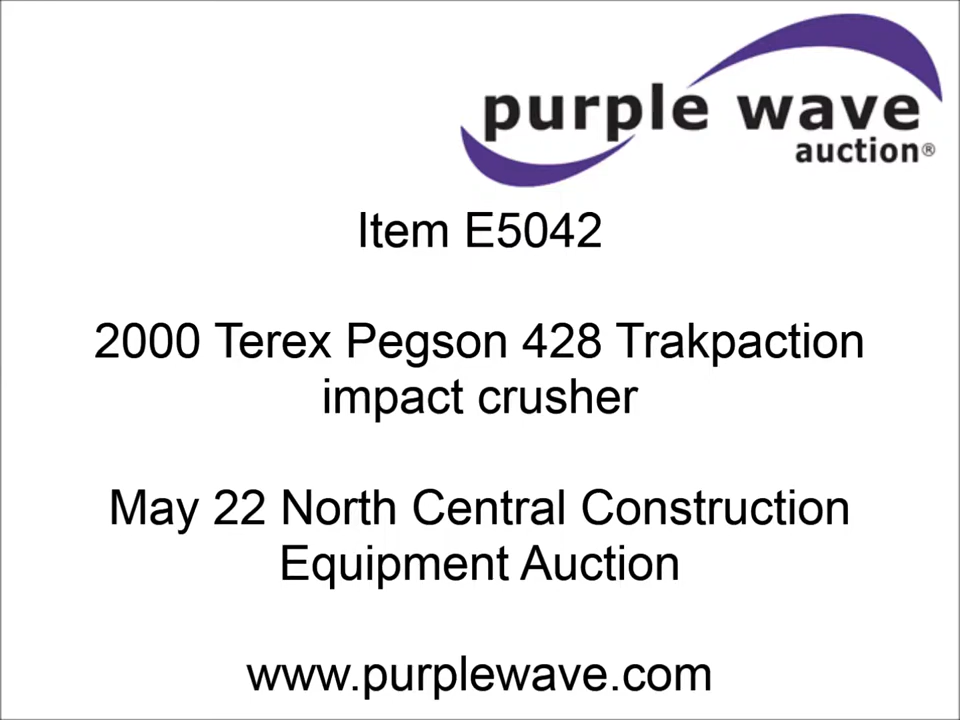 purple wave
auction®
Item E5042
2000 Terex Pegson 428 Trakpaction
impact crusher
May 22 North Central Construction
Equipment Auction
www.purplewave.com